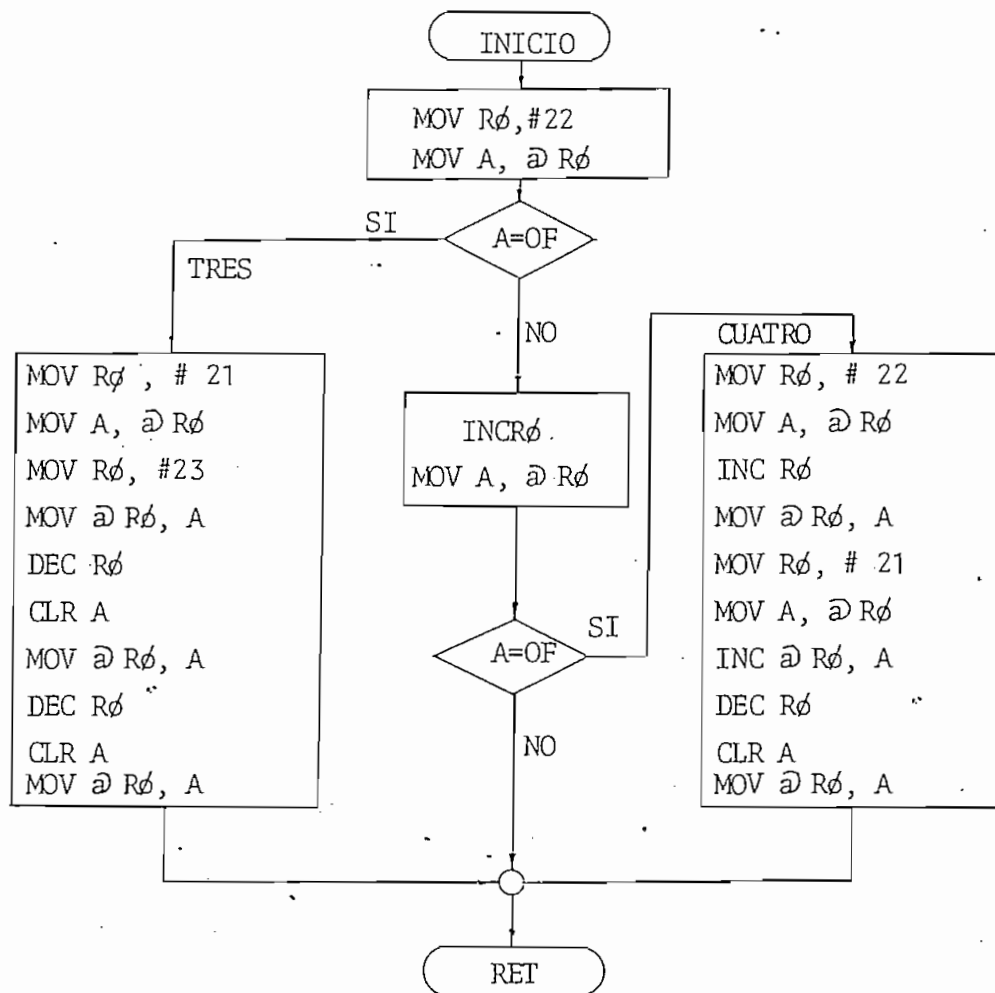 INICIO
MOV RØ,#22
MOV A, @ RØ
SI
A=OF
TRES
NO
CUATRO
MOV RØ , # 21
MOV A, @ RØ
MOV RØ, #23
MOV @ RØ, A
DEC RØ
CLR A
MOV @ RØ, A
DEC RØ
CLR A
MOV @ RØ, A
INCRØ.
MOV A, @ RØ
A=OF
SI
NO
MOV RØ, # 22
MOV A, @ RØ
INC RØ
MOV @ RØ, A
MOV RØ, # 21
MOV A, @ RØ
INC @ RØ, A
DEC RØ
CLR A
MOV @ RØ, A
RET